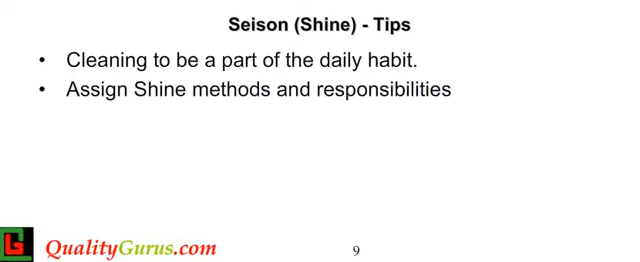 Seison (Shine) - Tips
• Cleaning to be a part of the daily habit.
• Assign Shine methods and responsibilities
QualityGurus.com
9